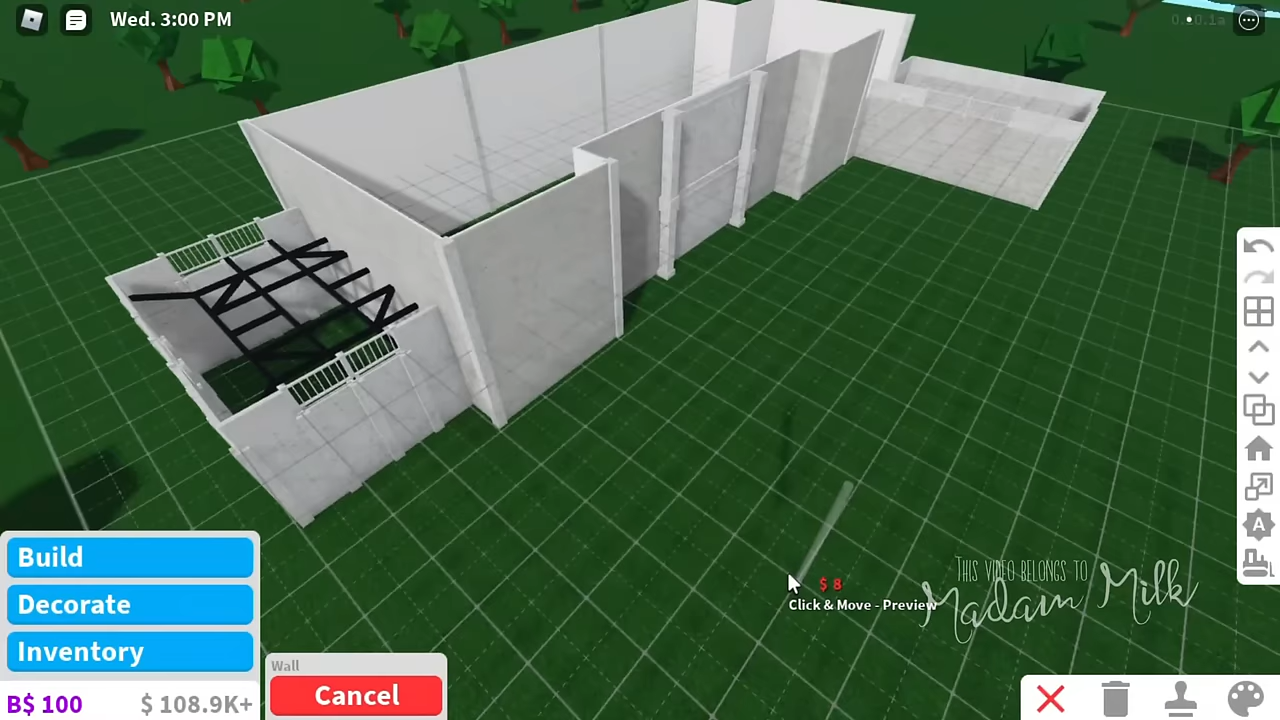 Wed. 3:00 PM
THIS VIDEO BELONGS TO
Madam Milk
$ 8
Click & Move - Preview
A
Build
Decorate
Inventory
B$ 100
$ 108.9K+
Wall
Cancel